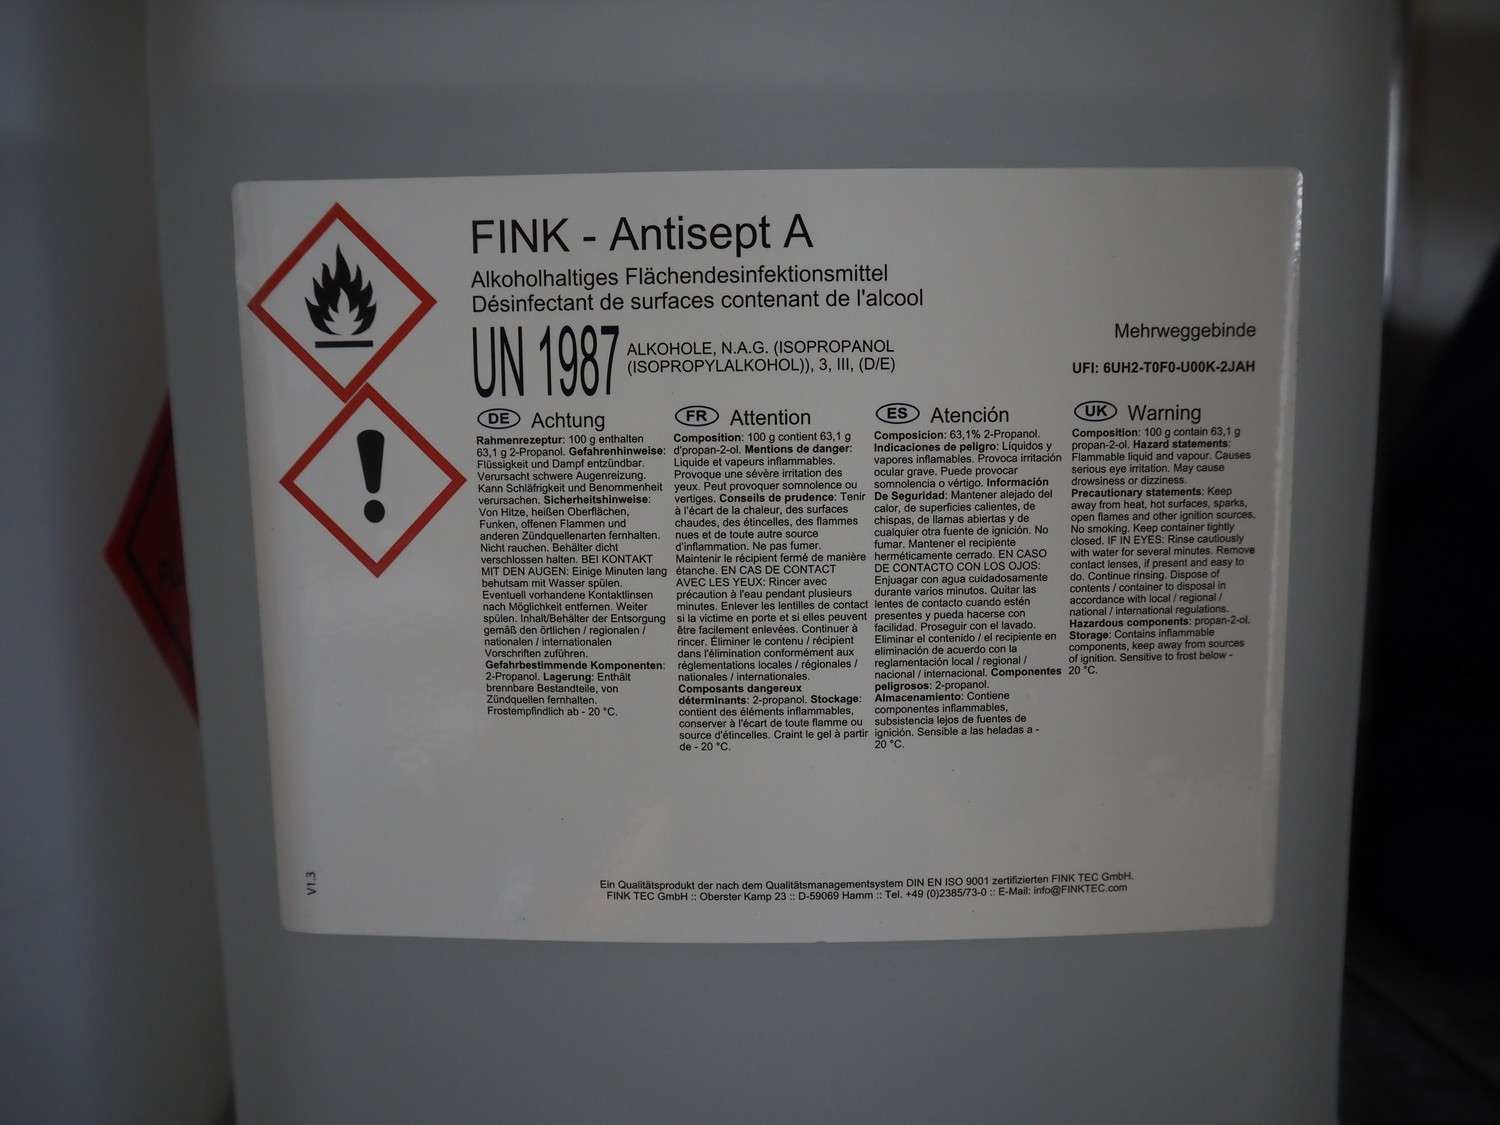 FINK - Antisept A
Alkoholhaltiges Flächendesinfektionsmittel
Désinfectant de surfaces contenant de l'alcool
UN 1987
ALKOHOLE, N.A.G. (ISOPROPANOL
(ISOPROPYLALKOHOL)), 3, III, (D/E)
Mehrweggebinde
UFI: 6UH2-T0F0-U00K-2JAH
DE Achtung
Rahmenrezeptur: 100 g enthalten
63,1 g 2-Propanol. Gefahrenhinweise:
Flüssigkeit und Dampf entzündbar.
Verursacht schwere Augenreizung.
Kann Schläfrigkeit und Benommenheit
verursachen. Sicherheitshinweise:
Von Hitze, heißen Oberflächen,
Funken, offenen Flammen und
anderen Zündquellenarten fernhalten.
Nicht rauchen. Behälter dicht
verschlossen halten. BEI KONTAKT
MIT DEN AUGEN: Einige Minuten lang
behutsam mit Wasser spülen.
Eventuell vorhandene Kontaktlinsen
nach Möglichkeit entfernen. Weiter
spülen. Inhalt/Behälter der Entsorgung
gemäß den örtlichen / regionalen /
nationalen / internationalen
Vorschriften zuführen.
Gefahrbestimmende Komponenten:
2-Propanol. Lagerung: Enthält
brennbare Bestandteile, von
Zündquellen fernhalten.
Frostempfindlich ab - 20 °C.
FR Attention
Composition: 100 g contient 63,1 g
d'propan-2-ol. Mentions de danger:
Liquide et vapeurs inflammables.
Provoque une sévère irritation des
yeux. Peut provoquer somnolence ou
vertiges. Conseils de prudence: Tenir
à l'écart de la chaleur, des surfaces
chaudes, des étincelles, des flammes
nues et de toute autre source
d'inflammation. Ne pas fumer.
Maintenir le récipient fermé de manière
étanche. EN CAS DE CONTACT
AVEC LES YEUX: Rincer avec
précaution à l'eau pendant plusieurs
minutes. Enlever les lentilles de contact
si la victime en porte et si elles peuvent
être facilement enlevées. Continuer à
rincer. Éliminer le contenu / récipient
dans l'élimination conformément aux
réglementations locales / régionales /
nationales / internationales.
Composants dangereux
déterminants: 2-propanol. Stockage:
contient des éléments inflammables,
conserver à l'écart de toute flamme ou
source d'étincelles. Craint le gel à partir
de - 20 °C.
ES Atención
Composicion: 63,1% 2-Propanol.
Indicaciones de peligro: Líquidos y
vapores inflamables. Provoca irritación
ocular grave. Puede provocar
somnolencia o vértigo. Información
De Seguridad: Mantener alejado del
calor, de superficies calientes, de
chispas, de llamas abiertas y de
cualquier otra fuente de ignición. No
fumar. Mantener el recipiente
herméticamente cerrado. EN CASO
DE CONTACTO CON LOS OJOS:
Enjuagar con agua cuidadosamente
durante varios minutos. Quitar las
lentes de contacto cuando estén
presentes y pueda hacerse con
facilidad. Proseguir con el lavado.
Eliminar el contenido / el recipiente en
eliminación de acuerdo con la
reglamentación local / regional /
nacional / internacional. Componentes
peligrosos: 2-propanol.
Almacenamiento: Contiene
componentes inflammables,
subsistencia lejos de fuentes de
ignición. Sensible a las heladas a -
20 °C.
UK Warning
Composition: 100 g contain 63,1 g
propan-2-ol. Hazard statements:
Flammable liquid and vapour. Causes
serious eye irritation. May cause
drowsiness or dizziness.
Precautionary statements: Keep
away from heat, hot surfaces, sparks,
open flames and other ignition sources.
No smoking. Keep container tightly
closed. IF IN EYES: Rinse cautiously
with water for several minutes. Remove
contact lenses, if present and easy to
do. Continue rinsing. Dispose of
contents / container to disposal in
accordance with local / regional /
national / international regulations.
Hazardous components: propan-2-ol.
Storage: Contains inflammable
components, keep away from sources
of ignition. Sensitive to frost below -
20 °C.
V1.3
Ein Qualitätsprodukt der nach dem Qualitätsmanagementsystem DIN EN ISO 9001 zertifizierten FINK TEC GmbH.
FINK TEC GmbH :: Oberster Kamp 23 :: D-59069 Hamm :: Tel. +49 (0)2385/73-0 :: E-Mail: info@FINKTEC.com